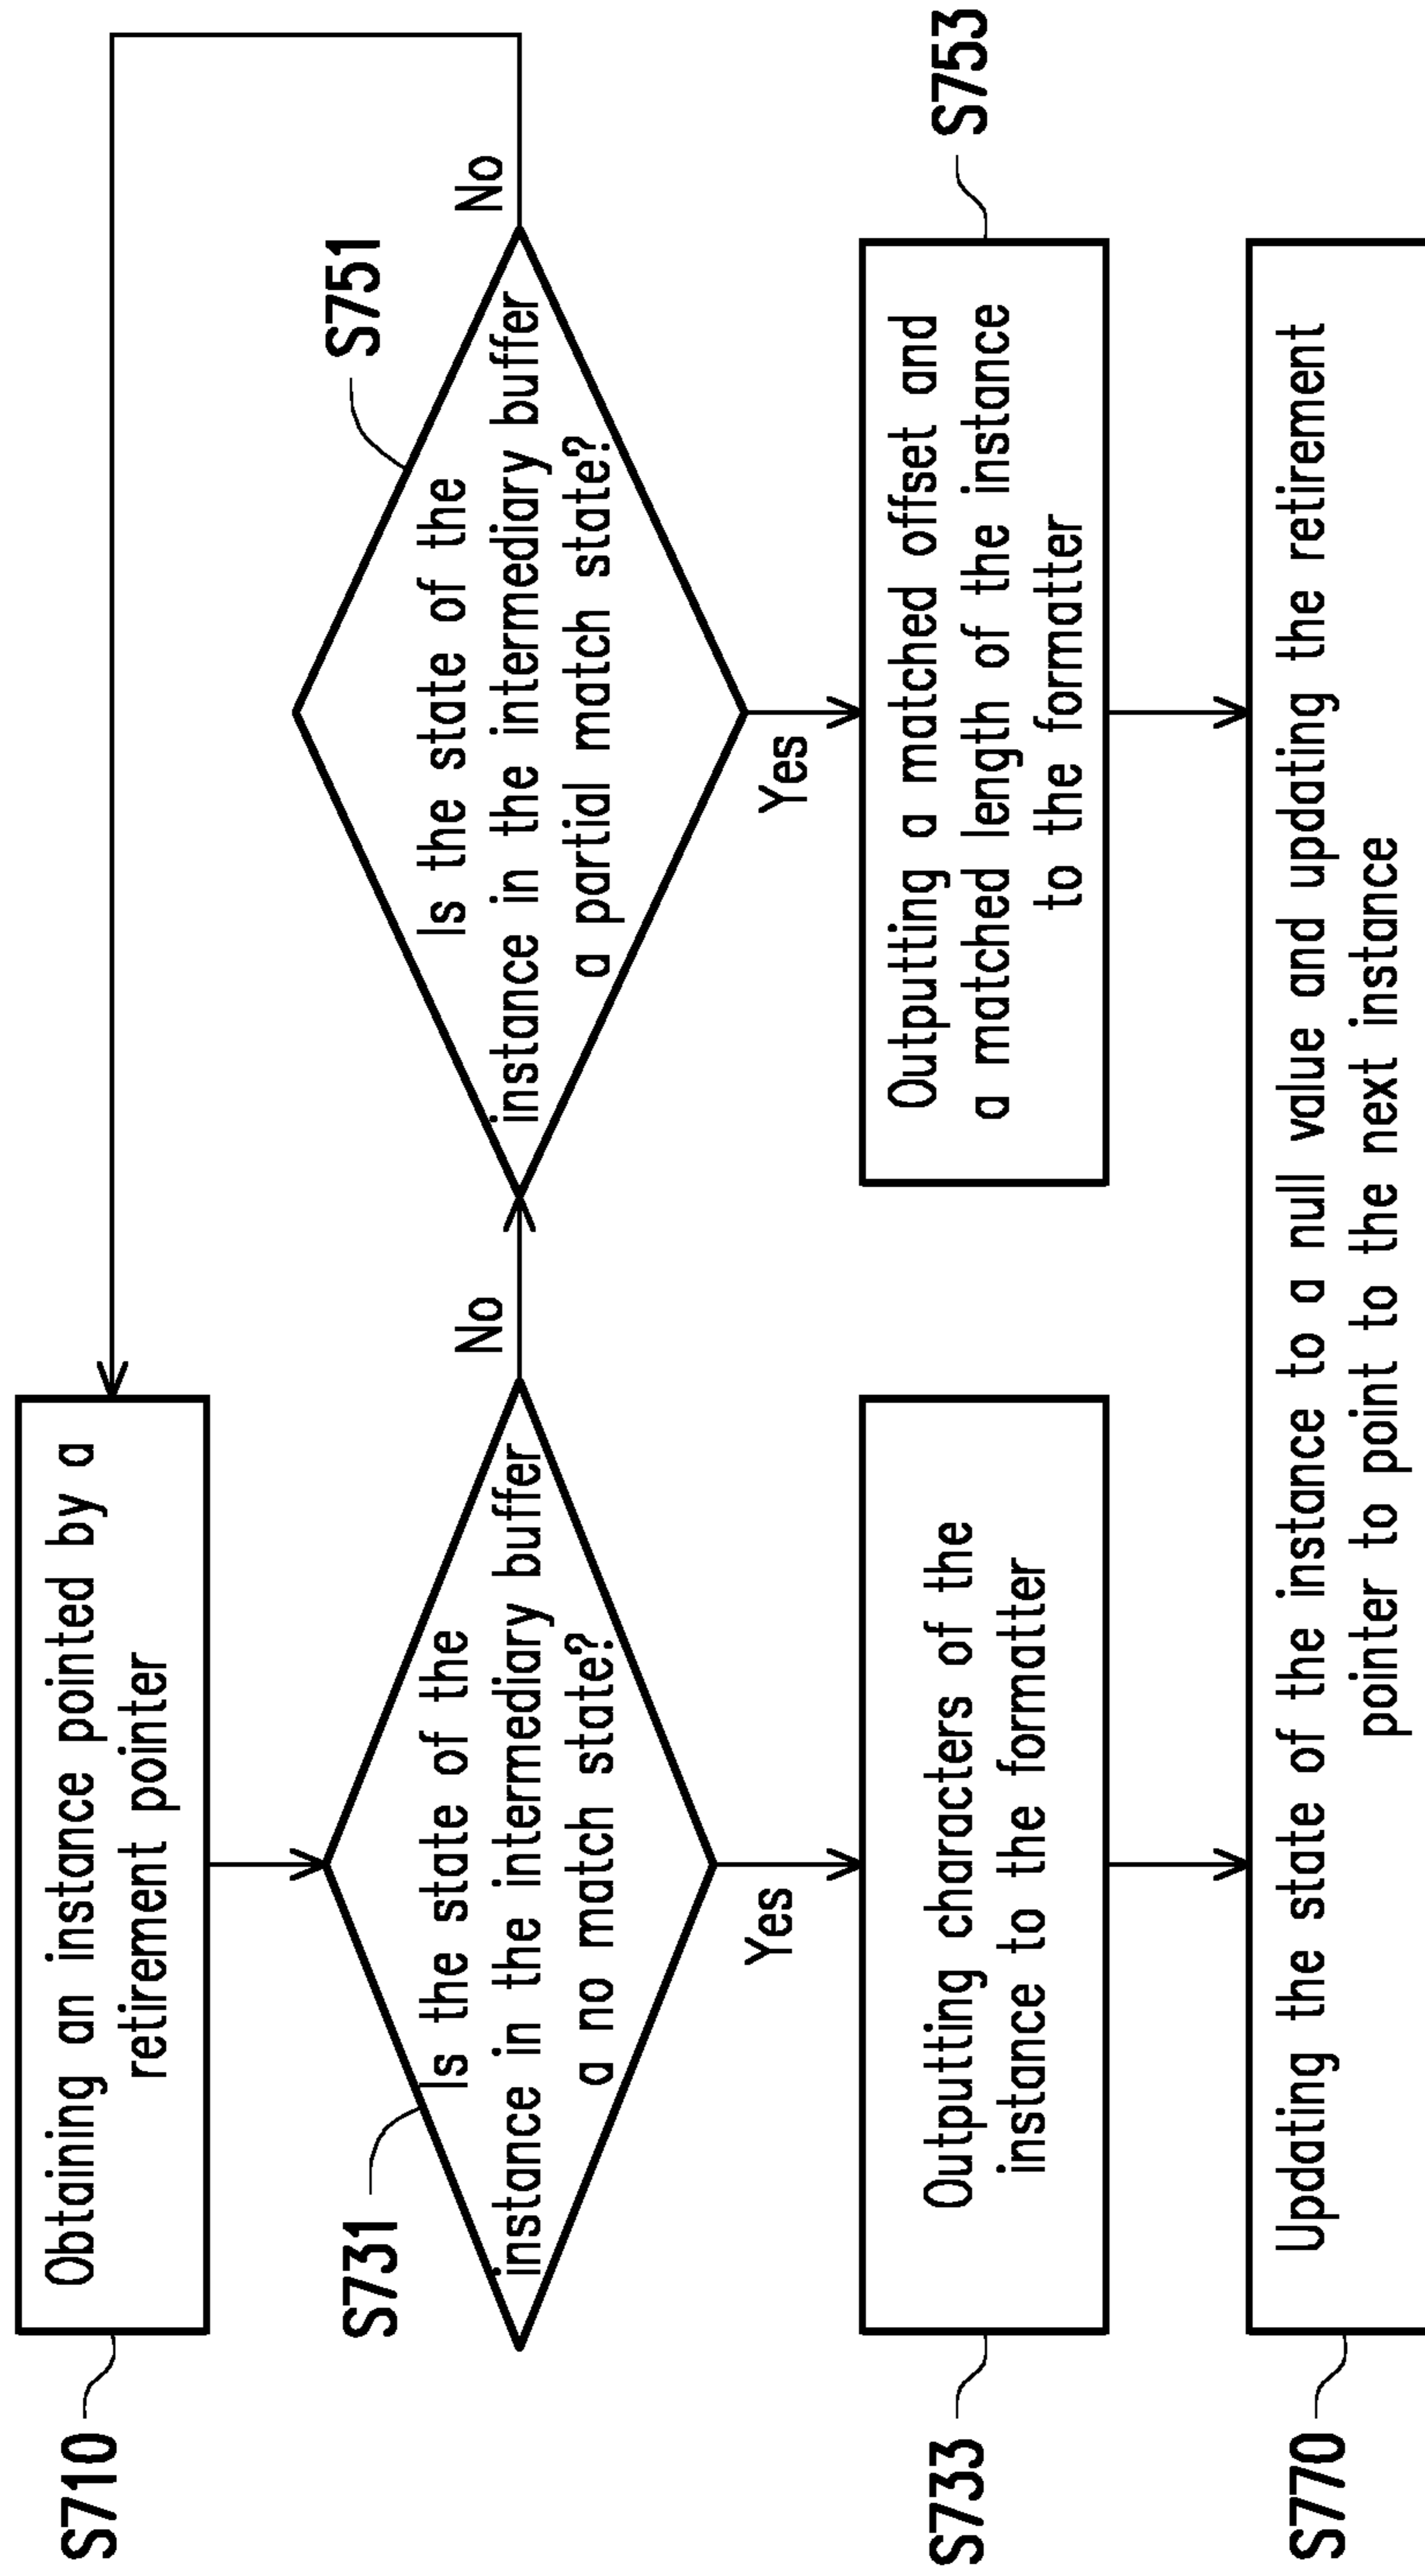 S710
Obtaining an instance pointed by a
retirement pointer
S731
Is the state of the
instance in the intermediary buffer
a no match state?
No
Yes
S751
Is the state of the
instance in the intermediary buffer
a partial match state?
No
Yes
S733
Outputting characters of the
instance to the formatter
S753
Outputting a matched offset and
a matched length of the instance
to the formatter
S770
Updating the state of the instance to a null value and updating the retirement
pointer to point to the next instance